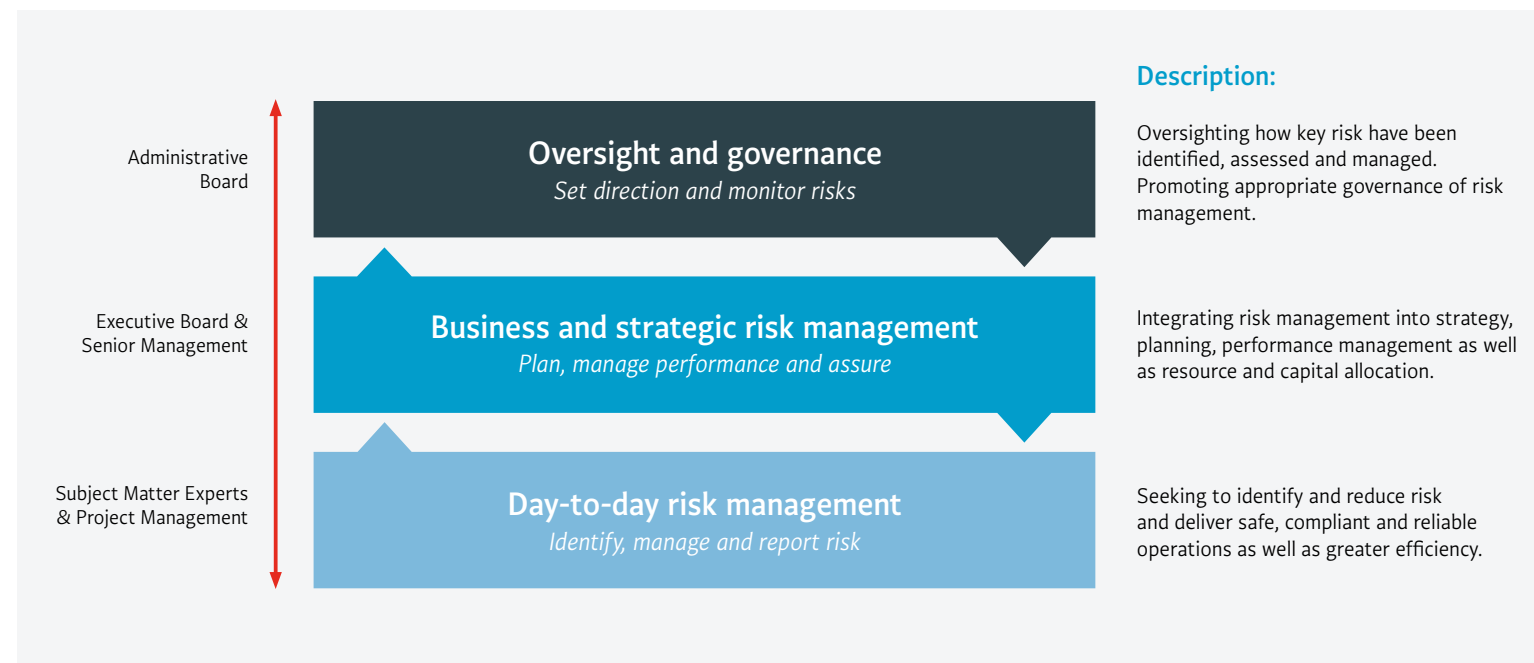 Description:
Administrative
Board
Oversight and governance
Set direction and monitor risks
Oversighting how key risk have been
identified, assessed and managed.
Promoting appropriate governance of risk
management.
Executive Board &
Senior Management
Business and strategic risk management
Plan, manage performance and assure
Integrating risk management into strategy,
planning, performance management as well
as resource and capital allocation.
Subject Matter Experts
& Project Management
Day-to-day risk management
Identify, manage and report risk
Seeking to identify and reduce risk
and deliver safe, compliant and reliable
operations as well as greater efficiency.